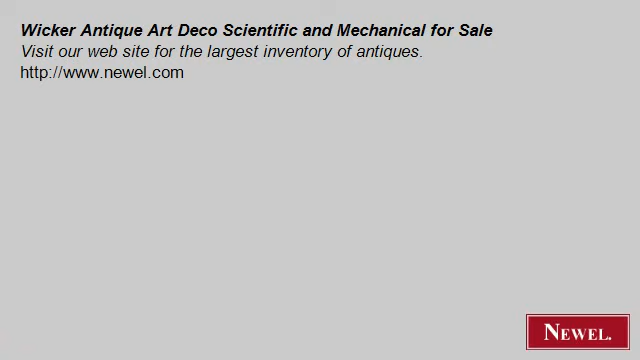 Wicker Antique Art Deco Scientific and Mechanical for Sale
Visit our web site for the largest inventory of antiques.
http://www.newel.com
NEWEL.